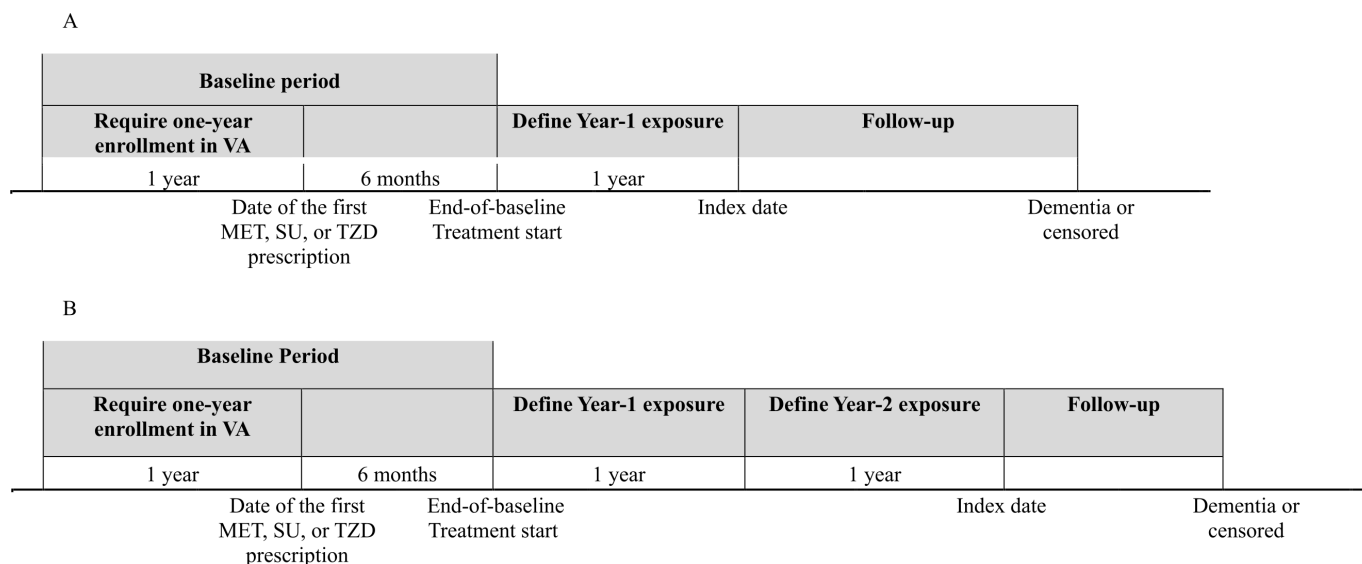 A
Baseline period
Require one-year
enrollment in VA
Define Year-1 exposure
Follow-up
1 year
6 months
1 year
Date of the first
MET, SU, or TZD
prescription
End-of-baseline
Treatment start
Index date
Dementia or
censored
B
Baseline Period
Require one-year
enrollment in VA
Define Year-1 exposure
Define Year-2 exposure
Follow-up
1 year
6 months
1 year
1 year
Date of the first
MET, SU, or TZD
prescription
End-of-baseline
Treatment start
Index date
Dementia or
censored